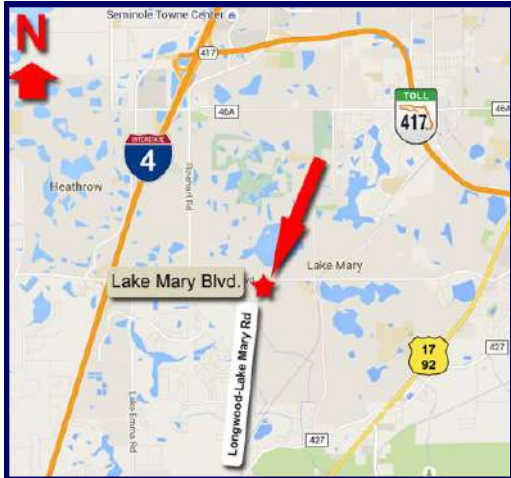 Seminole Towne Center
N
417
TOLL
417
46A
INTERSTATE
4
Rinehart Rd
Heathrow
Lake Mary
Lake Mary Blvd.
17
92
427
Longwood-Lake Mary Rd
Lake Emma Rd
427